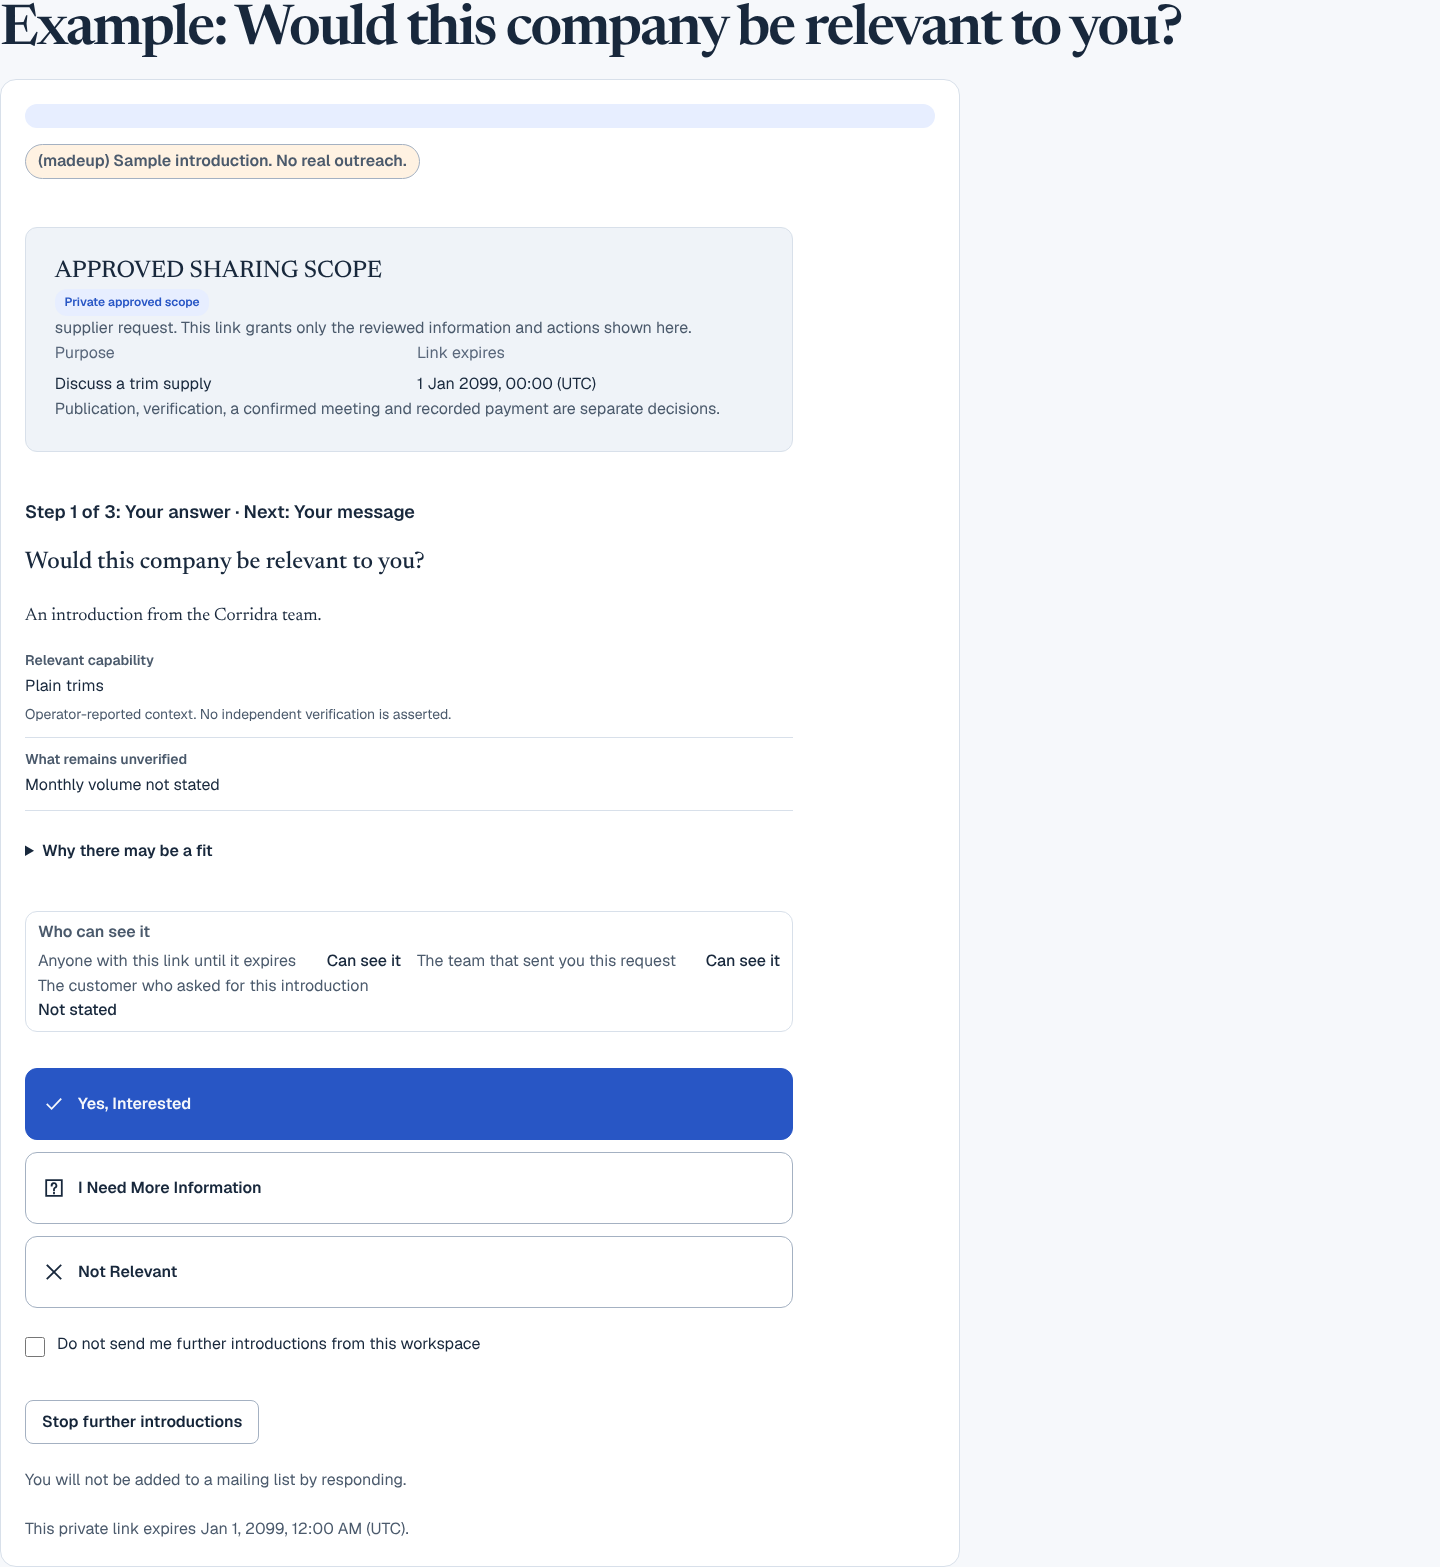 Example: Would this company be relevant to you?
(madeup) Sample introduction. No real outreach.
APPROVED SHARING SCOPE
Private approved scope
supplier request. This link grants only the reviewed information and actions shown here.
Purpose
Link expires
Discuss a trim supply
1 Jan 2099, 00:00 (UTC)
Publication, verification, a confirmed meeting and recorded payment are separate decisions.
Step 1 of 3: Your answer · Next: Your message
Would this company be relevant to you?
An introduction from the Corridra team.
Relevant capability
Plain trims
Operator-reported context. No independent verification is asserted.
What remains unverified
Monthly volume not stated
Why there may be a fit
Who can see it
Anyone with this link until it expires Can see it
The team that sent you this request Can see it
The customer who asked for this introduction
Not stated
Yes, Interested
I Need More Information
Not Relevant
Do not send me further introductions from this workspace
Stop further introductions
You will not be added to a mailing list by responding.
This private link expires Jan 1, 2099, 12:00 AM (UTC).